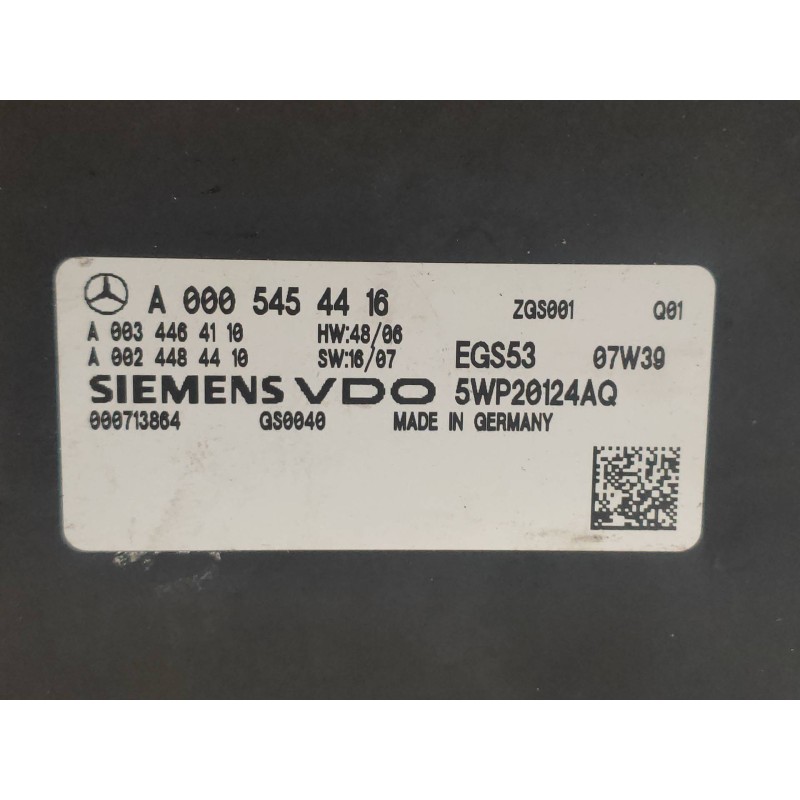 A 000 545 44 16 ZGS001 Q01
A 003 446 41 10 HW:48/06
A 002 448 44 10 SW:16/07 EGS53 07W39
SIEMENS VDO 5WP20124AQ
000713864 GS0040 MADE IN GERMANY